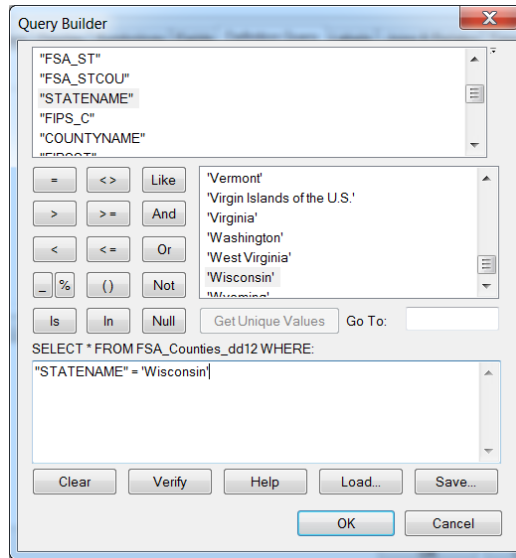 Query Builder
"FSA_ST"
"FSA_STCOU"
"STATENAME"
"FIPS_C"
"COUNTYNAME"
= <> Like
'Vermont'
'Virgin Islands of the U.S.'
> >= And
'Virginia'
'Washington'
< <= Or
'West Virginia'
'Wisconsin'
_ % () Not
'Wyoming'
Is In Null Get Unique Values Go To:
SELECT * FROM FSA_Counties_dd12 WHERE:
"STATENAME" = 'Wisconsin'
Clear Verify Help Load... Save...
OK Cancel